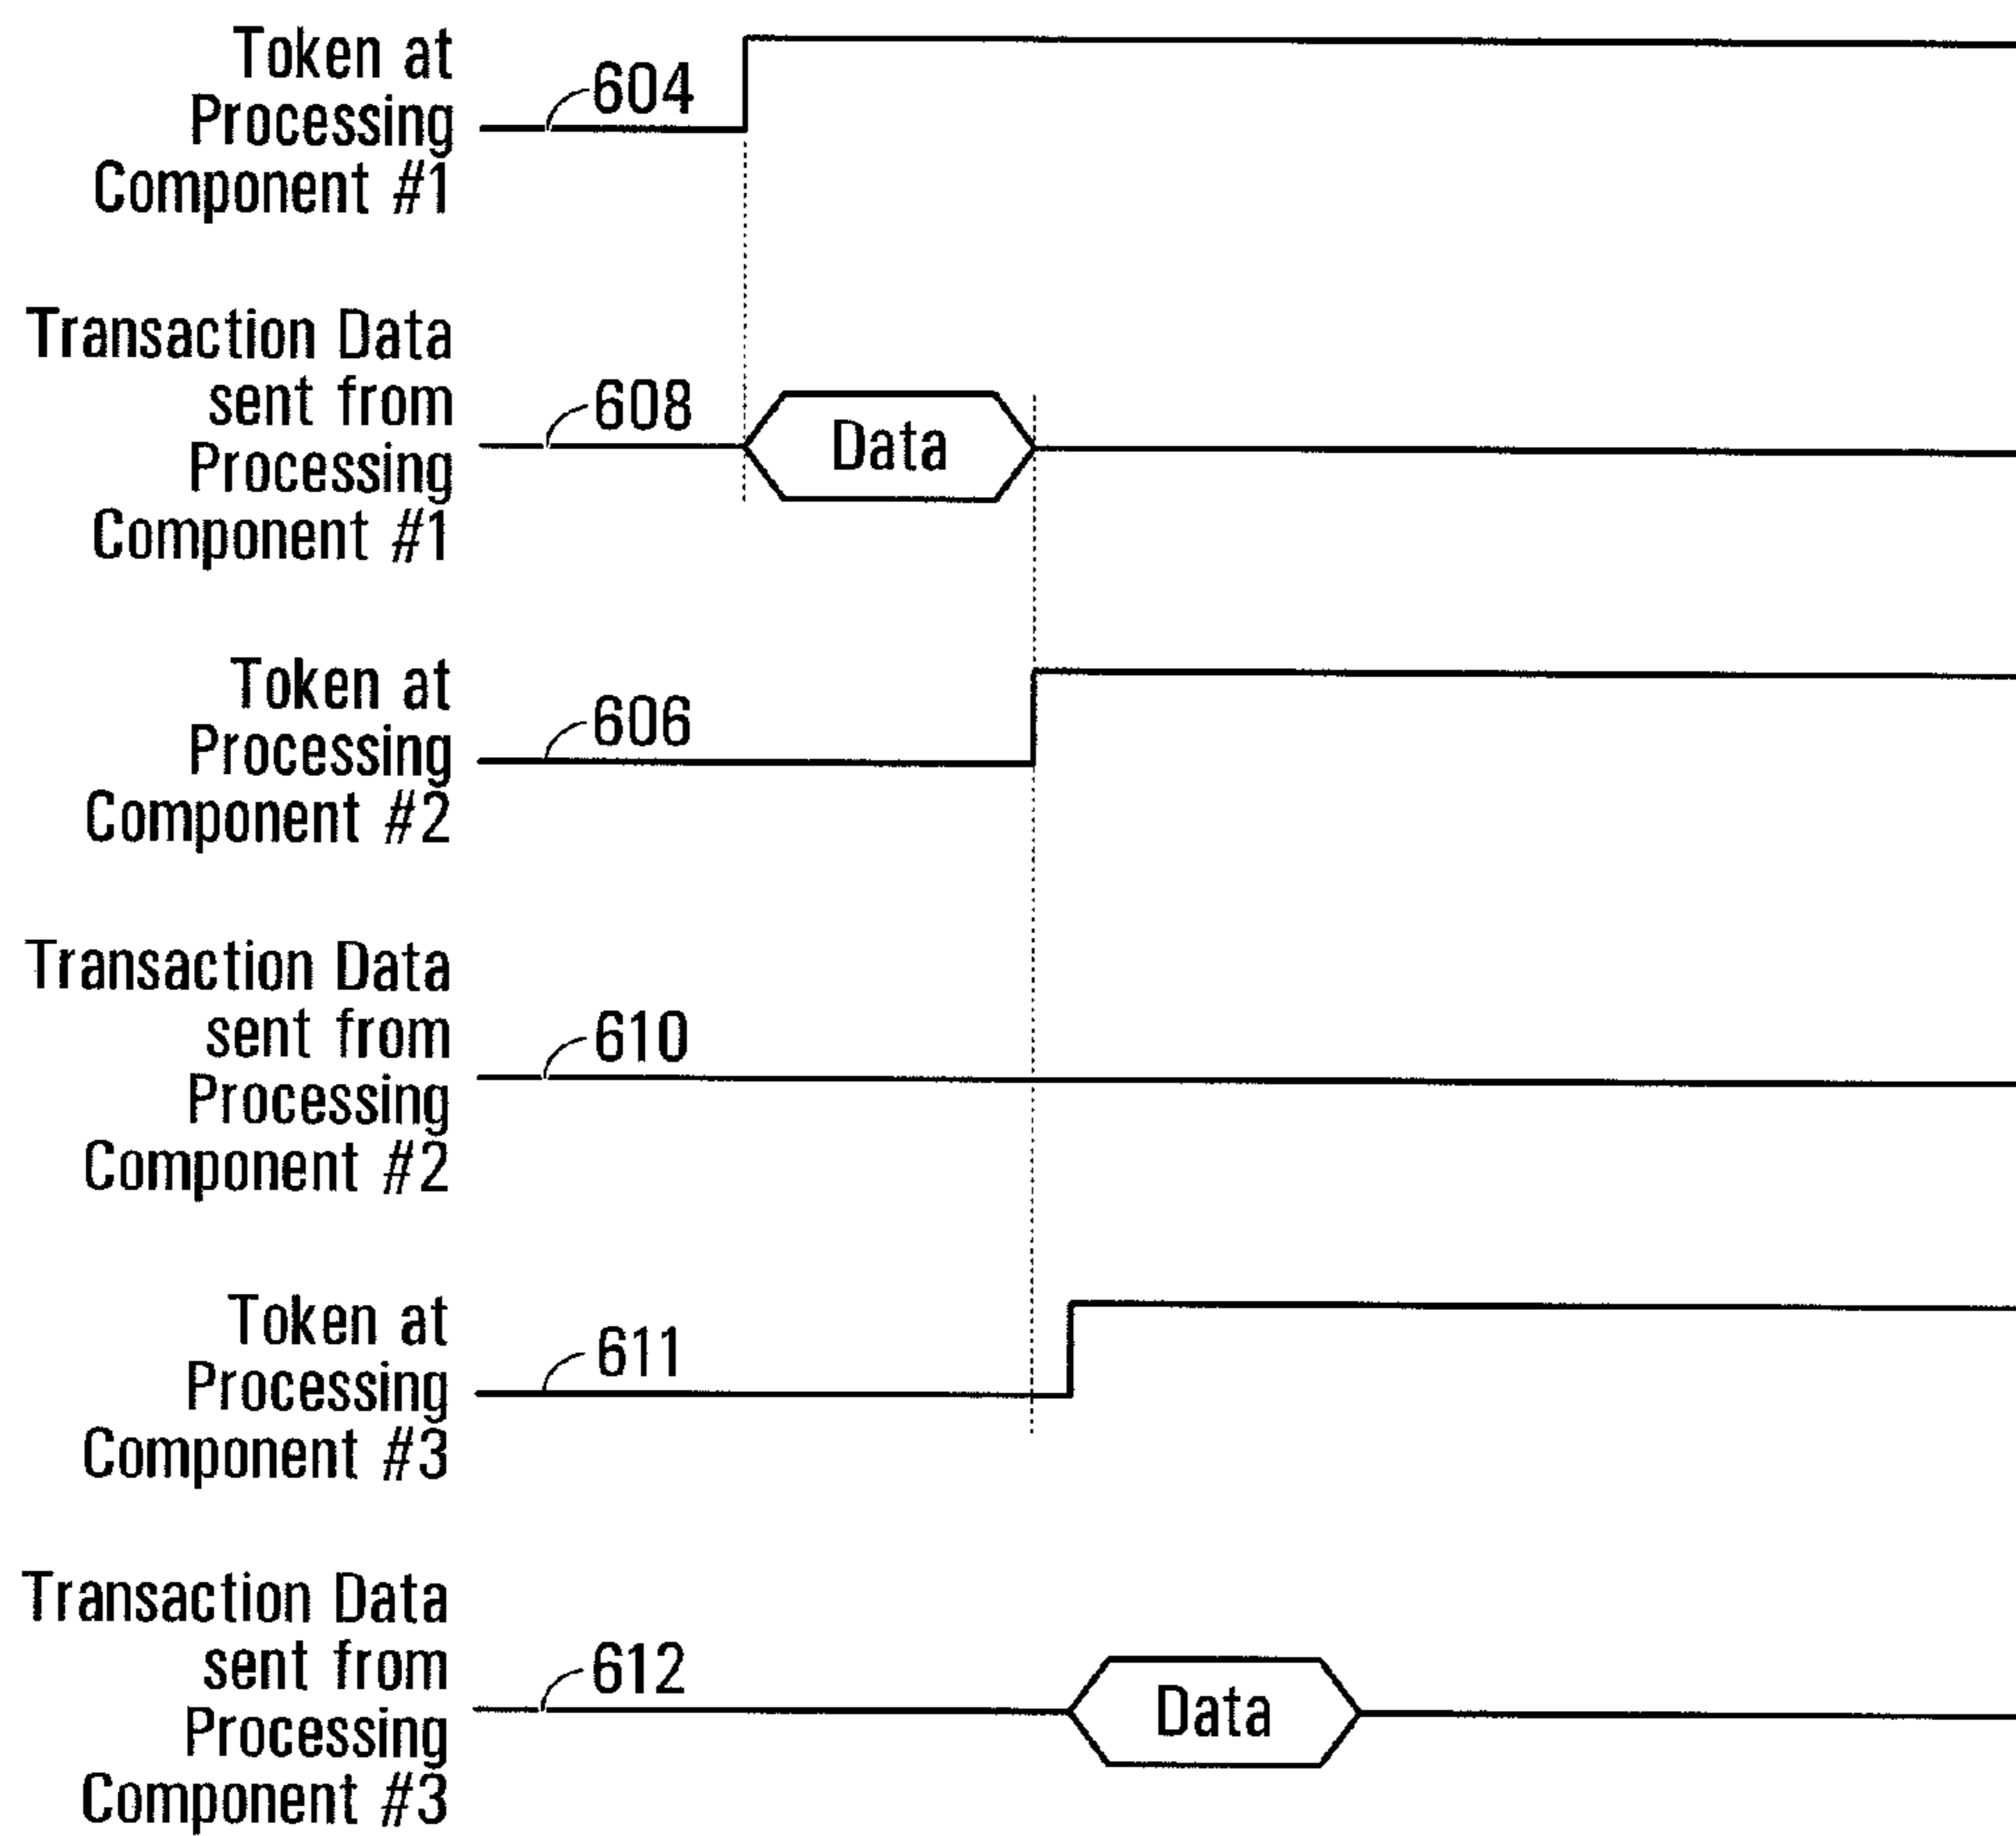 Token at
Processing
Component #1
604
Transaction Data
sent from
Processing
Component #1
608
Data
Token at
Processing
Component #2
606
Transaction Data
sent from
Processing
Component #2
610
Token at
Processing
Component #3
611
Transaction Data
sent from
Processing
Component #3
612
Data